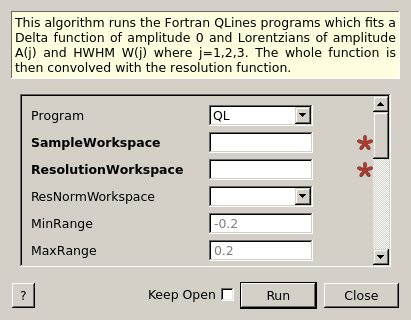 This algorithm runs the Fortran QLines programs which fits a
Delta function of amplitude 0 and Lorentzians of amplitude
A(j) and HWHM W(j) where j=1,2,3. The whole function is
then convolved with the resolution function.
Program QL
SampleWorkspace *
ResolutionWorkspace *
ResNormWorkspace
MinRange -0.2
MaxRange 0.2
? Keep Open Run Close